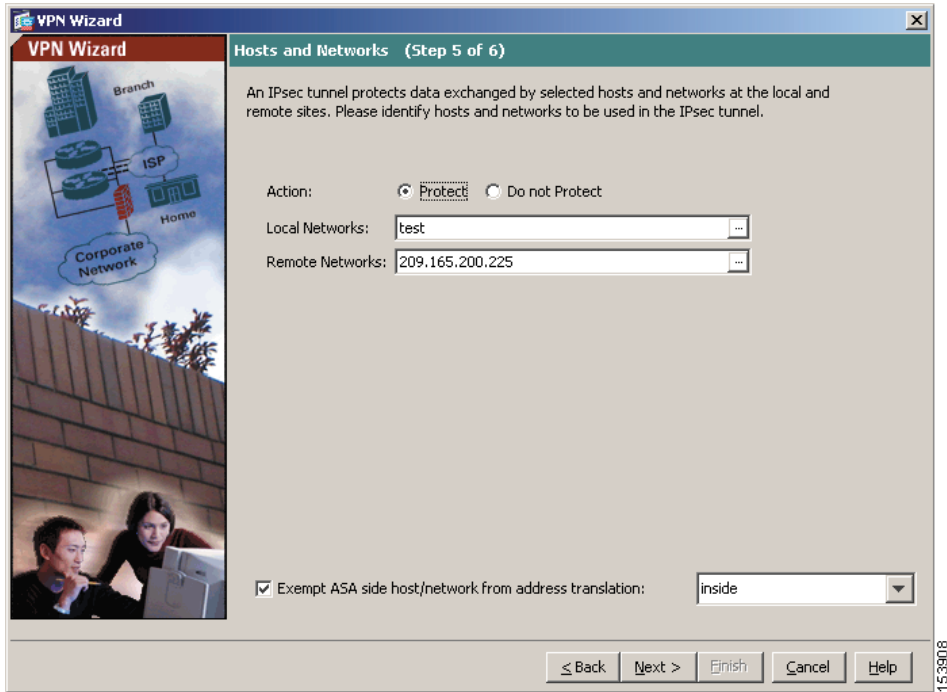 VPN Wizard
VPN Wizard
Branch
ISP
Home
Corporate
Network
Hosts and Networks (Step 5 of 6)
An IPsec tunnel protects data exchanged by selected hosts and networks at the local and
remote sites. Please identify hosts and networks to be used in the IPsec tunnel.
Action: Protect Do not Protect
Local Networks: test ...
Remote Networks: 209.165.200.225 ...
Exempt ASA side host/network from address translation: inside
< Back Next > Finish Cancel Help
153908